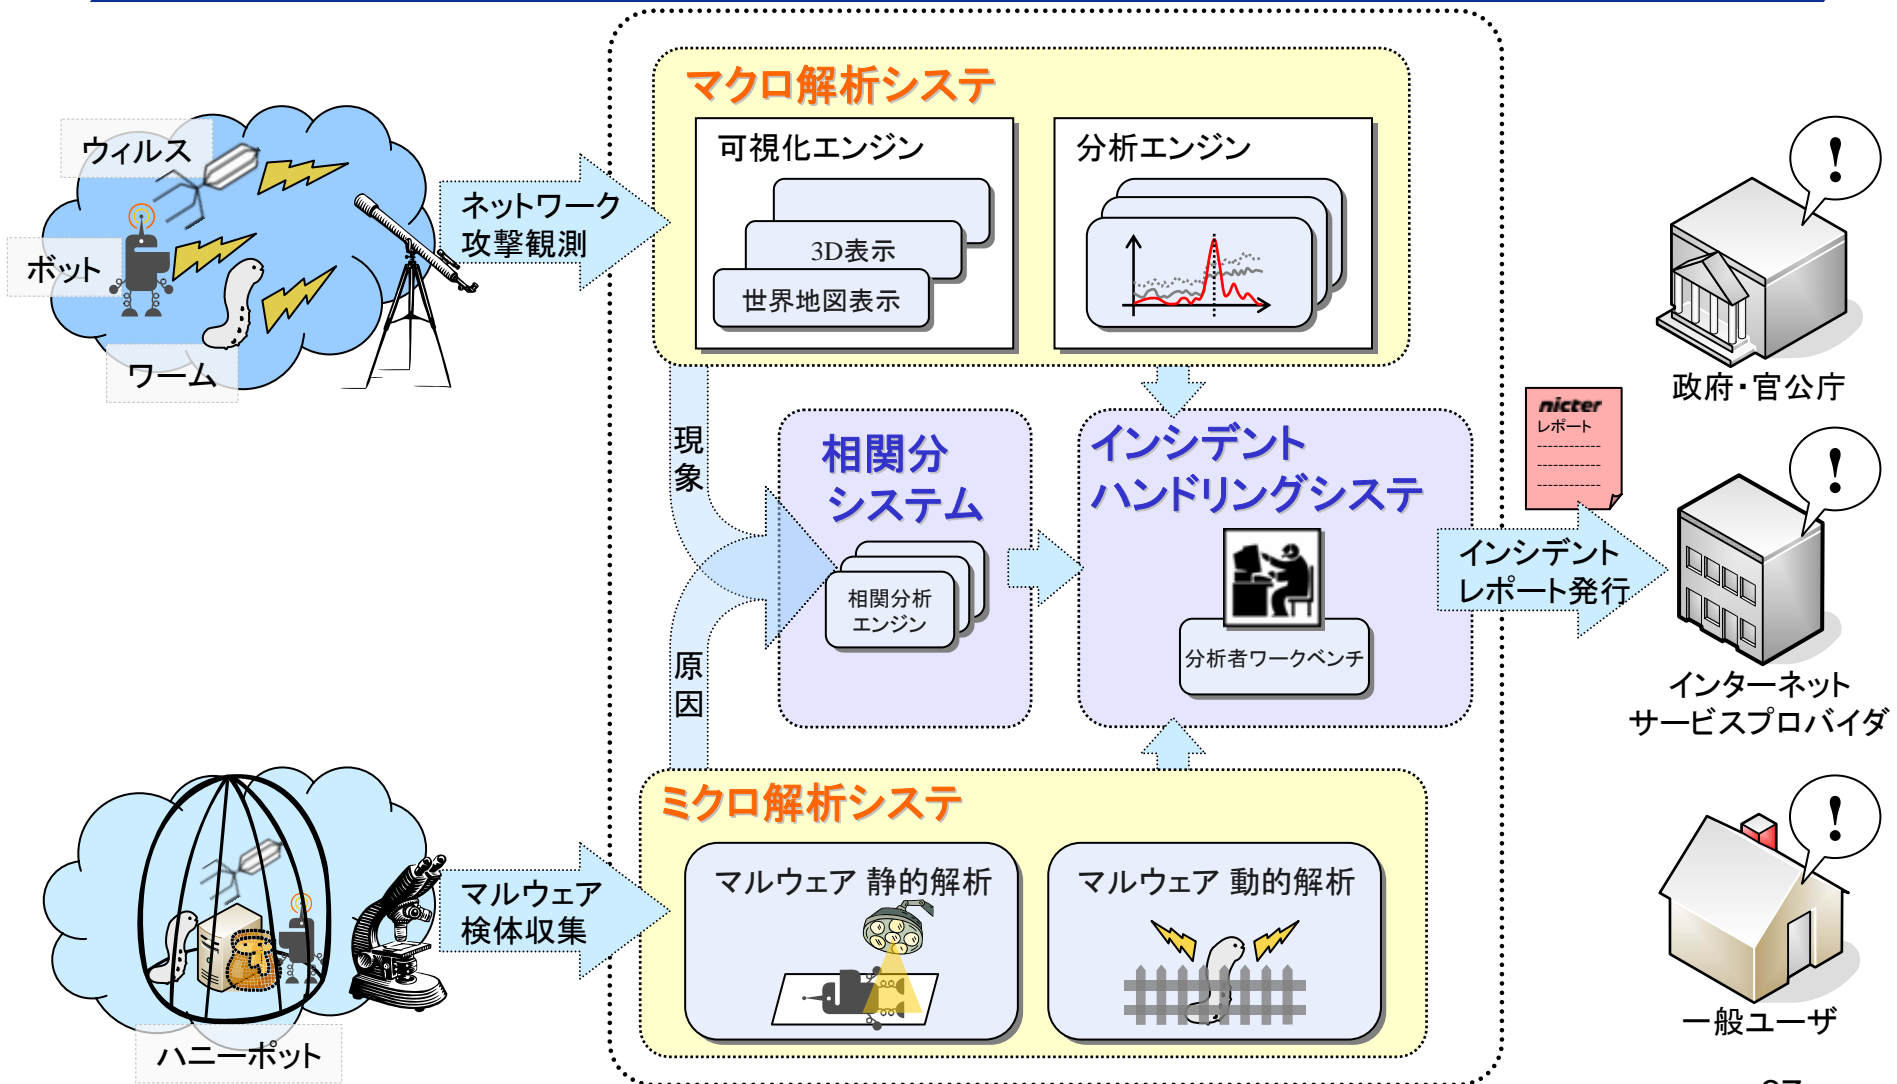 マクロ解析システ
可視化エンジン
3D表示
世界地図表示
分析エンジン
ウィルス
ボット
ワーム
ネットワーク
攻撃観測
現
象
相関分
システム
相関分析
エンジン
インシデント
ハンドリングシステ
分析者ワークベンチ
原
因
nicter
レポート
------------
------------
------------
インシデント
レポート発行
!
政府・官公庁
!
インターネット
サービスプロバイダ
!
一般ユーザ
ミクロ解析システ
マルウェア 静的解析
マルウェア 動的解析
マルウェア
検体収集
ハニーポット